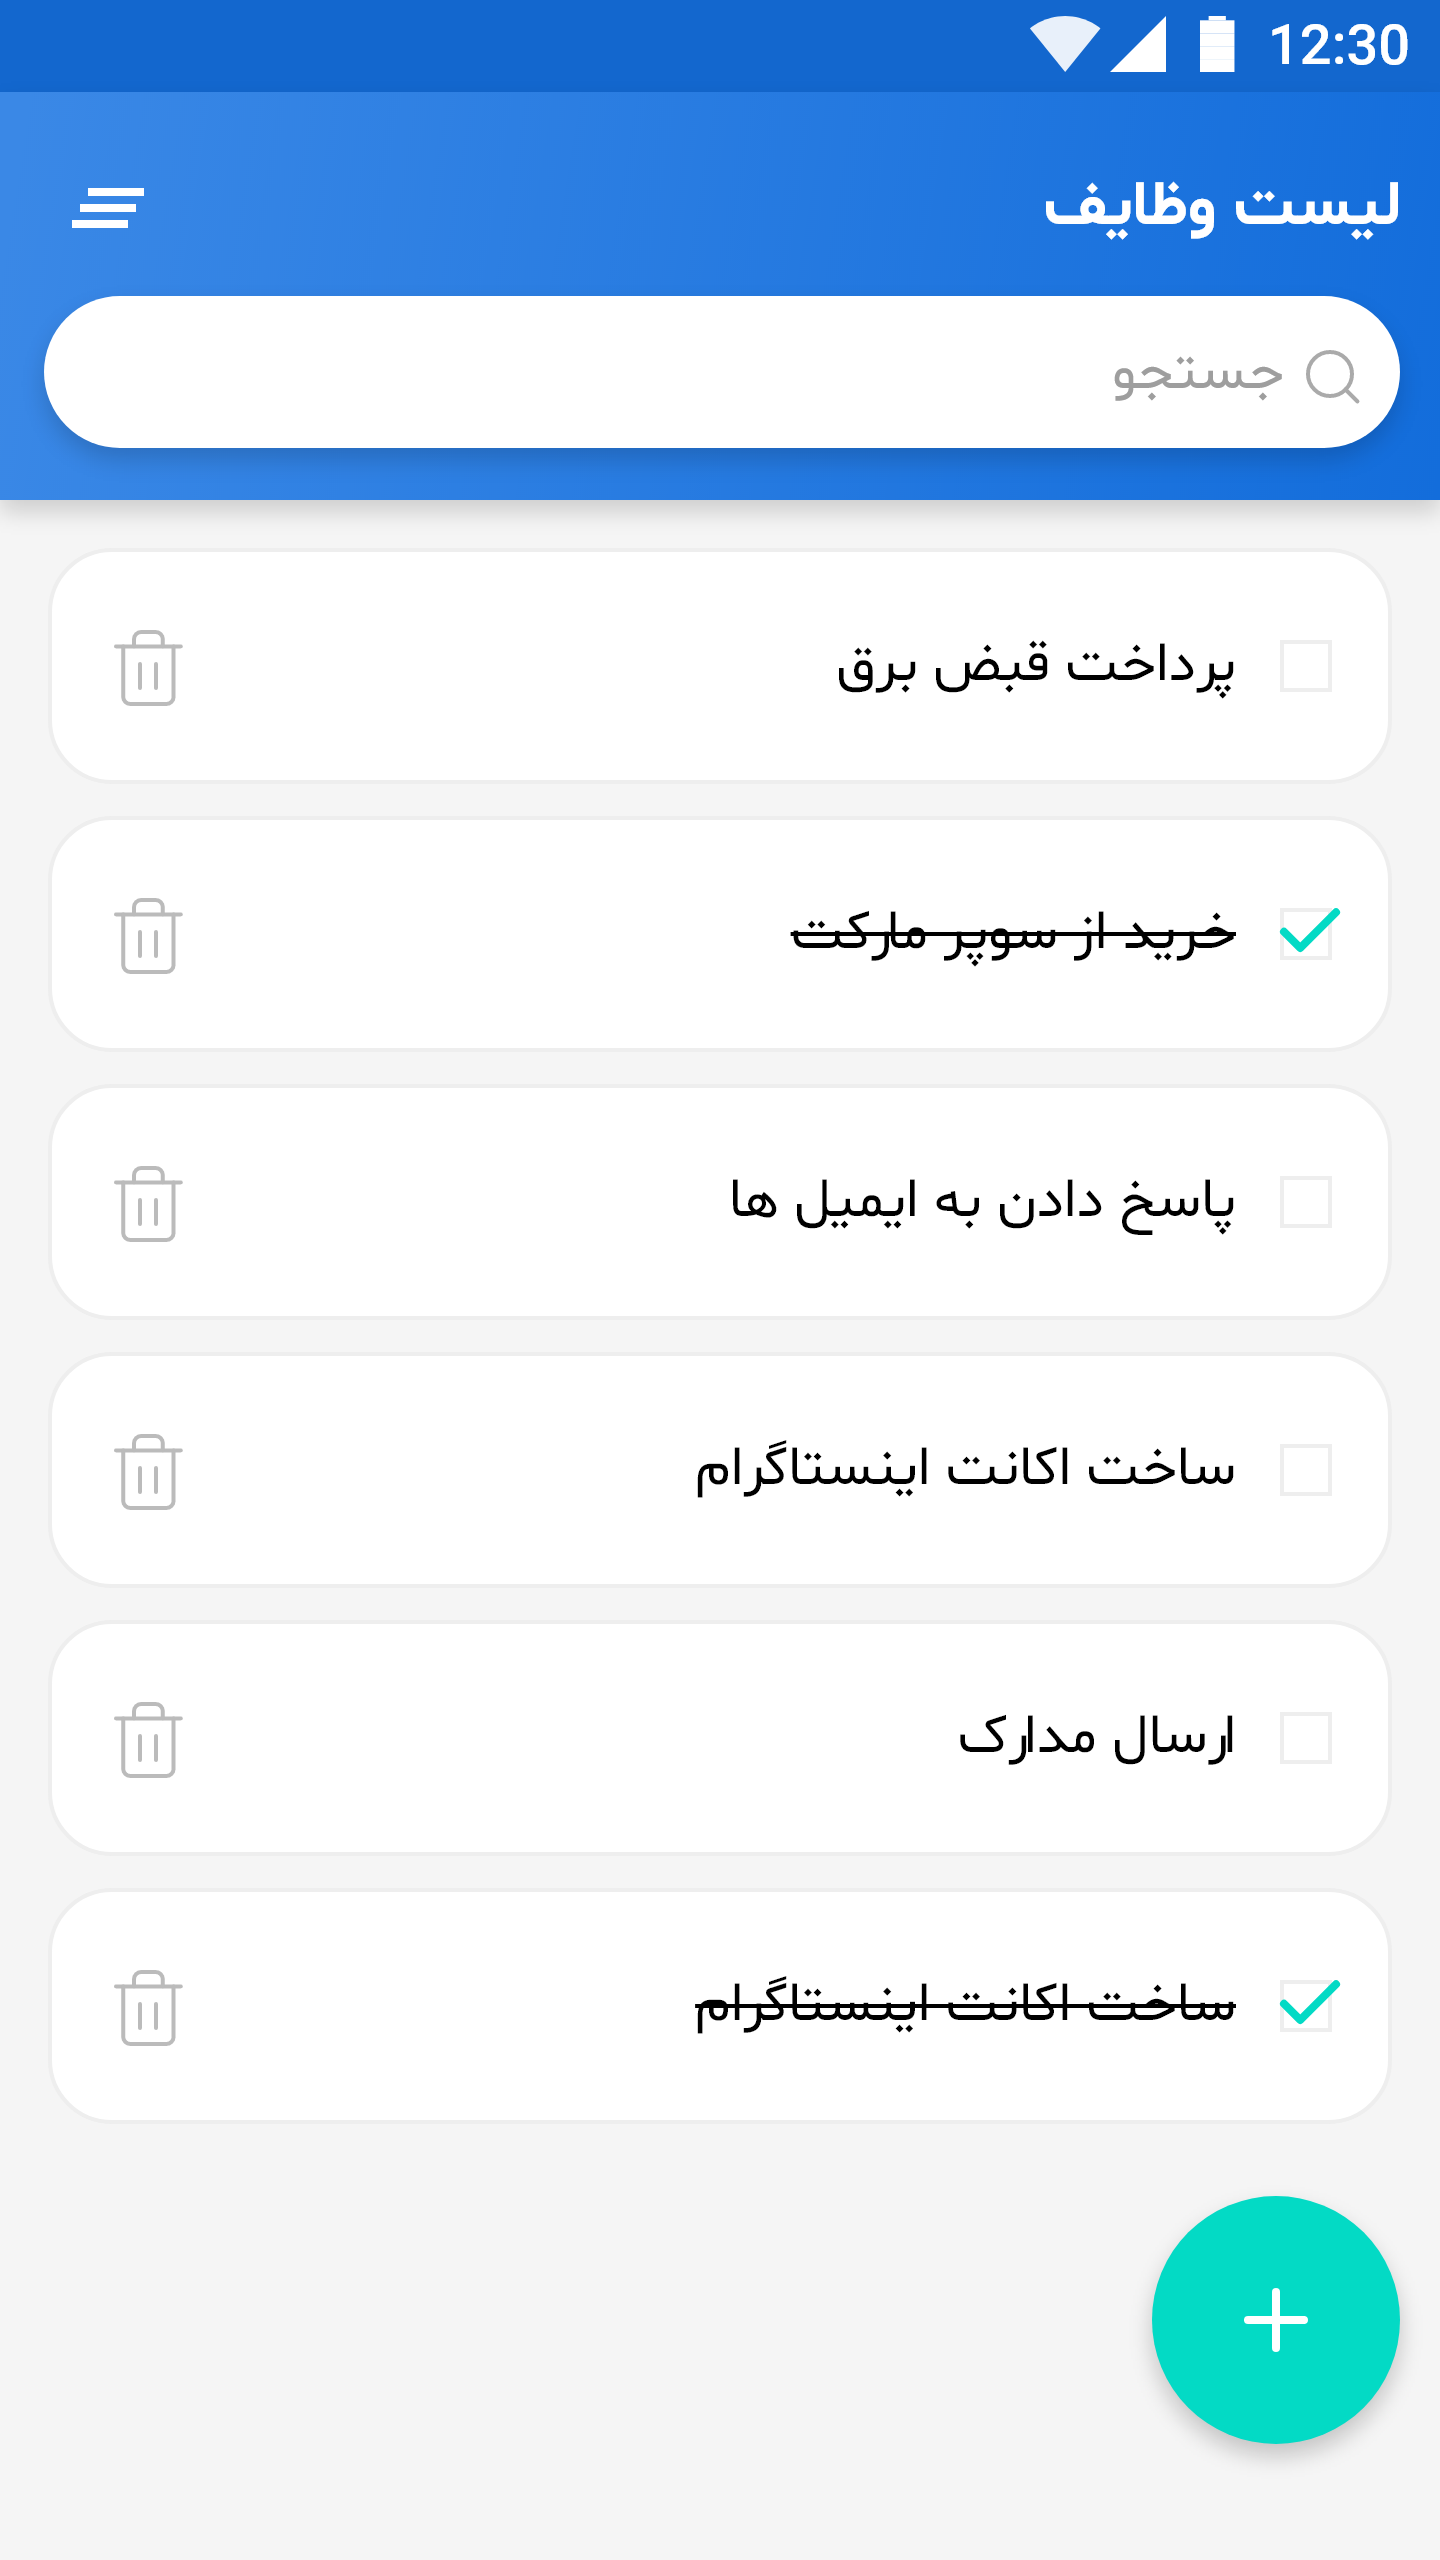 12:30
لیست وظایف
جستجو
پرداخت قبض برق
خرید از سوپر مارکت
پاسخ دادن به ایمیل ها
ساخت اکانت اینستاگرام
ارسال مدارک
ساخت اکانت اینستاگرام